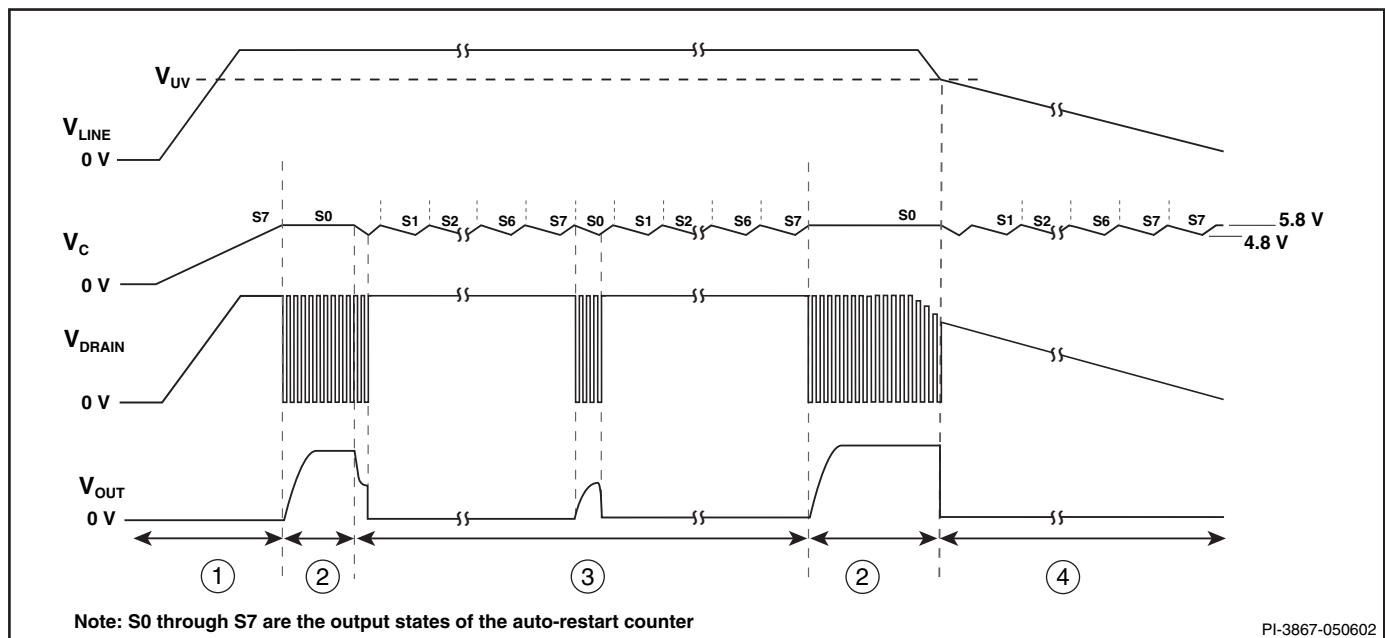 V_UV
V_LINE
0 V
S7 S0 S1 S2 S6 S7 S0 S1 S2 S6 S7 S0 S1 S2 S6 S7 S7
5.8 V
4.8 V
V_C
0 V
V_DRAIN
0 V
V_OUT
0 V
1 2 3 2 4
Note: S0 through S7 are the output states of the auto-restart counter
PI-3867-050602